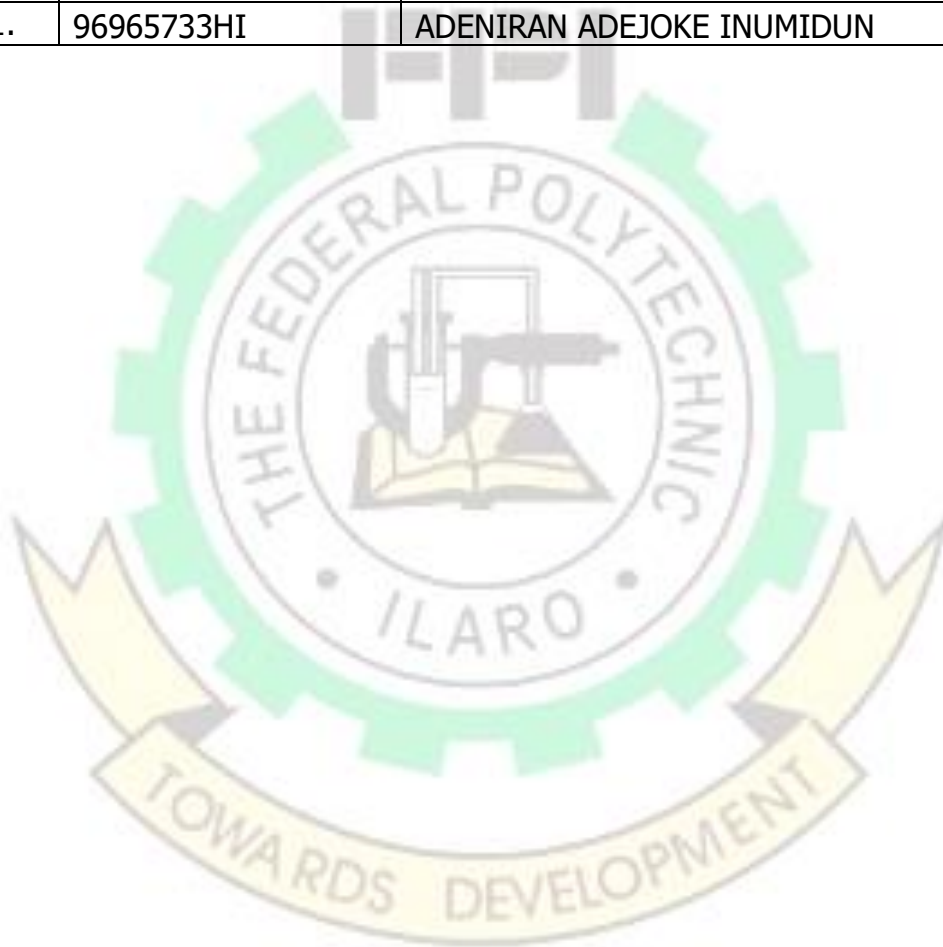 96965733HI ADENIRAN ADEJOKE INUMIDUN
THE FEDERAL POLYTECHNIC
ILARO
TOWARDS DEVELOPMENT